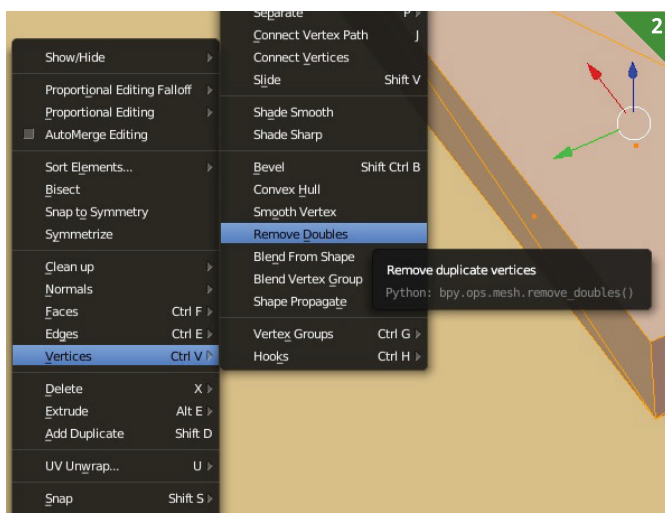 Separate P
Connect Vertex Path J
Connect Vertices
Slide Shift V
Shade Smooth
Shade Sharp
Bevel Shift Ctrl B
Convex Hull
Smooth Vertex
Remove Doubles
Blend From Shape
Blend Vertex Group
Shape Propagate
Vertex Groups Ctrl G
Hooks Ctrl H
Show/Hide
Proportional Editing Falloff
Proportional Editing
AutoMerge Editing
Sort Elements...
Bisect
Snap to Symmetry
Symmetrize
Clean up
Normals
Faces Ctrl F
Edges Ctrl E
Vertices Ctrl V
Delete X
Extrude Alt E
Add Duplicate Shift D
UV Unwrap... U
Snap Shift S
Remove duplicate vertices
Python: bpy.ops.mesh.remove_doubles()
2